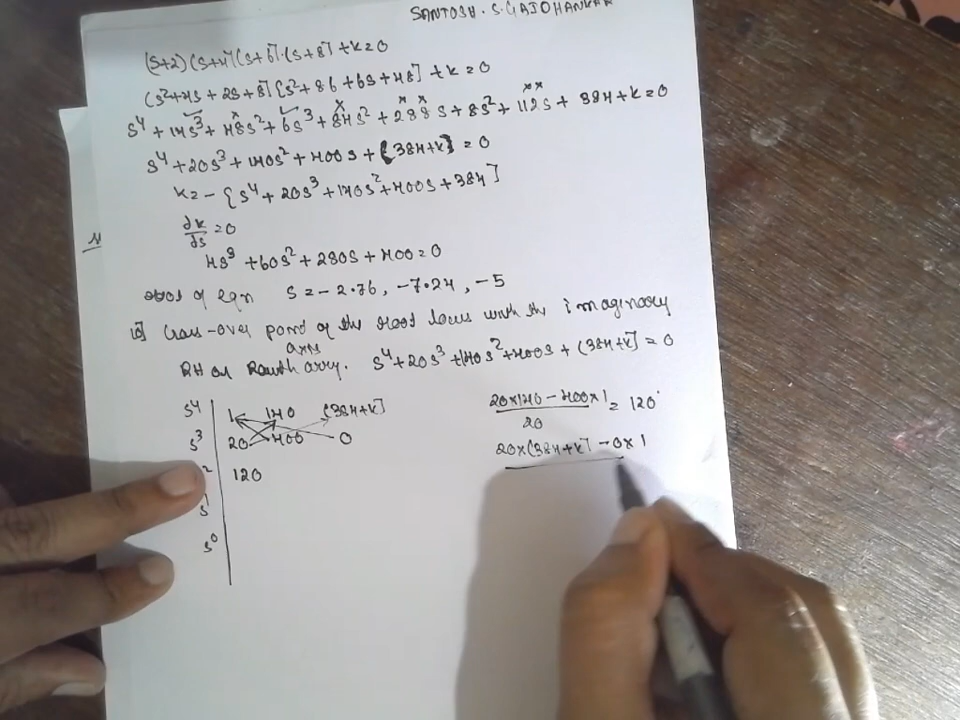 SANTOSH.S.GAJOHANKAR
(s+2)(s+4)(s+6)(s+8)+k=0
(s²+4s+2s+8)[s²+8s+6s+48]+k=0
s⁴+14s³+48s²+6s³+84s²+288s+8s²+112s+384+k=0
s⁴+20s³+140s²+400s+(384+k)=0
k=-{s⁴+20s³+140s²+400s+384]
dk/ds=0
4s³+60s²+280s+400=0
roots of eqn s=-2.76, -7.24, -5
10] Cross-over point of the root locus with the imaginary
axis
Routh array. s⁴+20s³+140s²+400s+(384+k]=0
s⁴ 1 140 (384+k]
s³ 20 400 0
² 120
s¹
s⁰
20×140-400×1/20=120
20×(384+k]-0×1